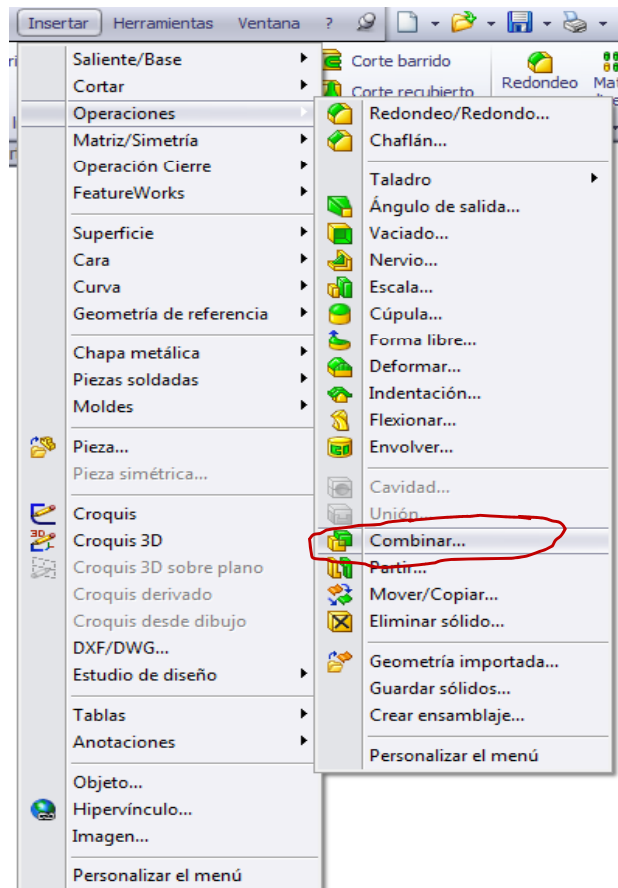 Insertar Herramientas Ventana ?
Corte barrido
Corte recubierto
Redondeo
Saliente/Base
Cortar
Operaciones
Matriz/Simetría
Operación Cierre
FeatureWorks
Superficie
Cara
Curva
Geometría de referencia
Chapa metálica
Piezas soldadas
Moldes
Pieza...
Pieza simétrica...
Croquis
3D
Croquis 3D
Croquis 3D sobre plano
Croquis derivado
Croquis desde dibujo
DXF/DWG...
Estudio de diseño
Tablas
Anotaciones
Objeto...
Hipervínculo...
Imagen...
Personalizar el menú
Redondeo/Redondo...
Chaflán...
Taladro
Ángulo de salida...
Vaciado...
Nervio...
Escala...
Cúpula...
Forma libre...
Deformar...
Indentación...
Flexionar...
Envolver...
Cavidad...
Unión...
Combinar...
Partir...
Mover/Copiar...
Eliminar sólido...
Geometría importada...
Guardar sólidos...
Crear ensamblaje...
Personalizar el menú